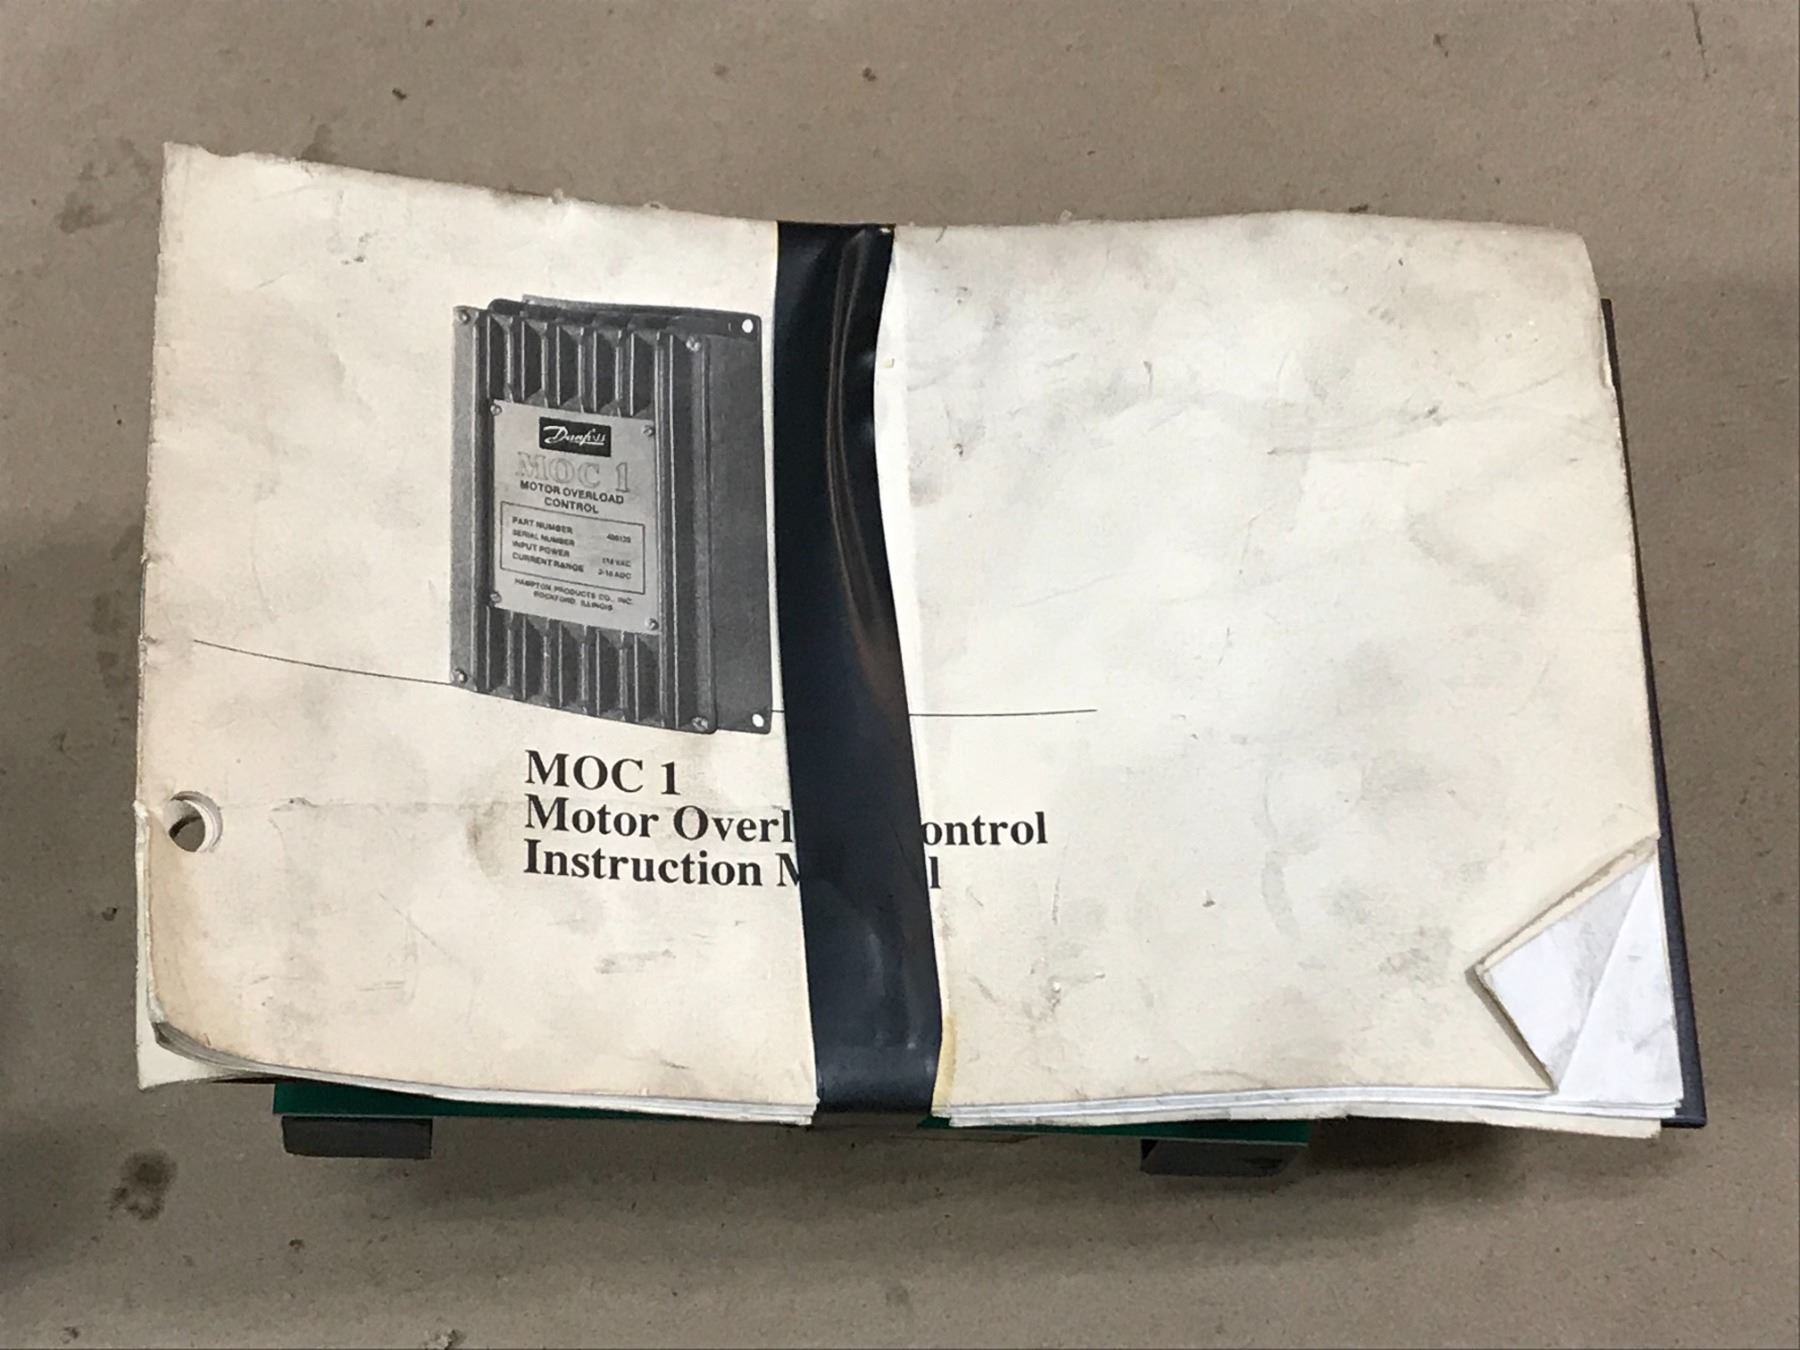 Danfoss
MOC 1
MOTOR OVERLOAD
CONTROL
PART NUMBER
SERIAL NUMBER
INPUT POWER
CURRENT RANGE
HAMPTON PRODUCTS CO., INC.
ROCKFORD, ILLINOIS
MOC 1
Motor Overl ontrol
Instruction M l